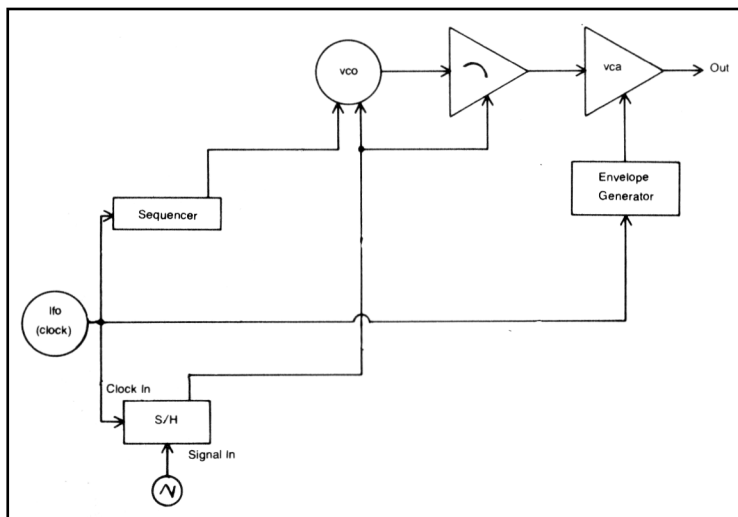 vco
vca
Out
Envelope
Generator
Sequencer
lfo
(clock)
Clock In
S/H
Signal In